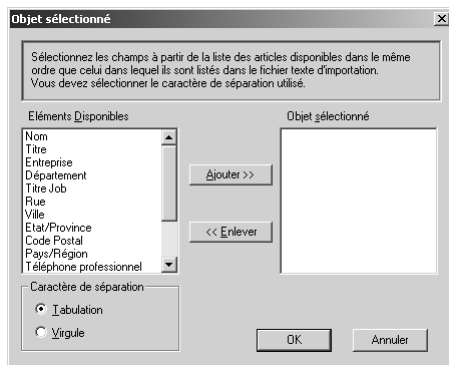 Objet sélectionné
Sélectionnez les champs à partir de la liste des articles disponibles dans le même
ordre que celui dans lequel ils sont listés dans le fichier texte d'importation.
Vous devez sélectionner le caractère de séparation utilisé.
Eléments Disponibles
Objet sélectionné
Nom
Titre
Entreprise
Département
Titre Job
Rue
Ville
Etat/Province
Code Postal
Pays/Région
Téléphone professionnel
Ajouter >>
<< Enlever
Caractère de séparation
Tabulation
Virgule
OK
Annuler